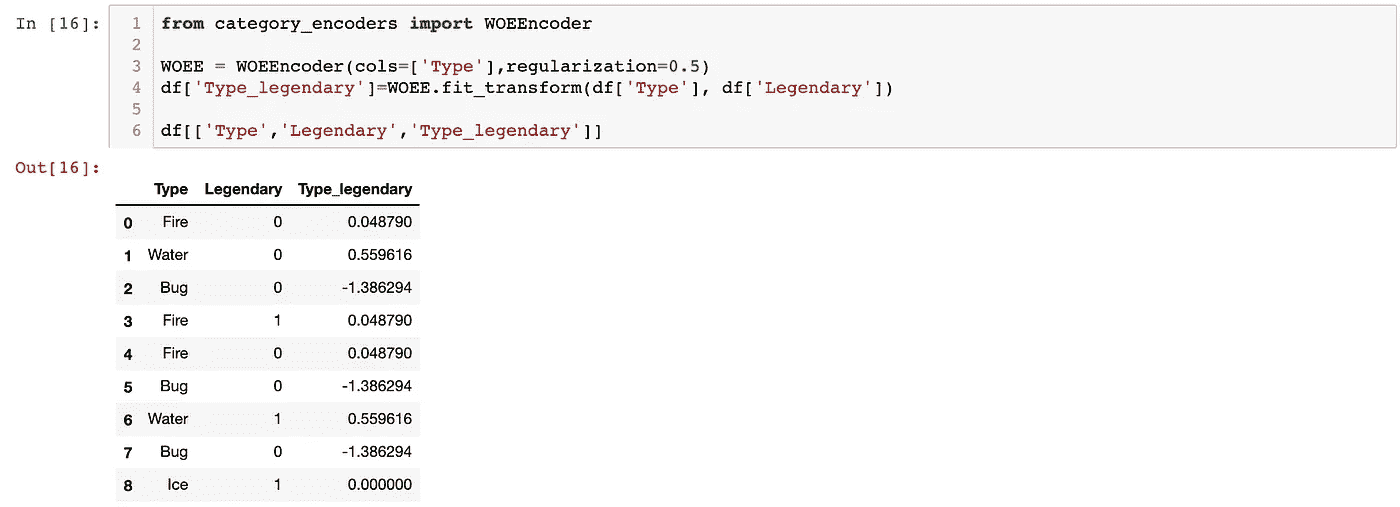 In [16]:
1 from category_encoders import WOEEncoder
2
3 WOEE = WOEEncoder(cols=['Type'],regularization=0.5)
4 df['Type_legendary']=WOEE.fit_transform(df['Type'], df['Legendary'])
5
6 df[['Type','Legendary','Type_legendary']]
Out[16]:
Type Legendary Type_legendary
0 Fire 0 0.048790
1 Water 0 0.559616
2 Bug 0 -1.386294
3 Fire 1 0.048790
4 Fire 0 0.048790
5 Bug 0 -1.386294
6 Water 1 0.559616
7 Bug 0 -1.386294
8 Ice 1 0.000000